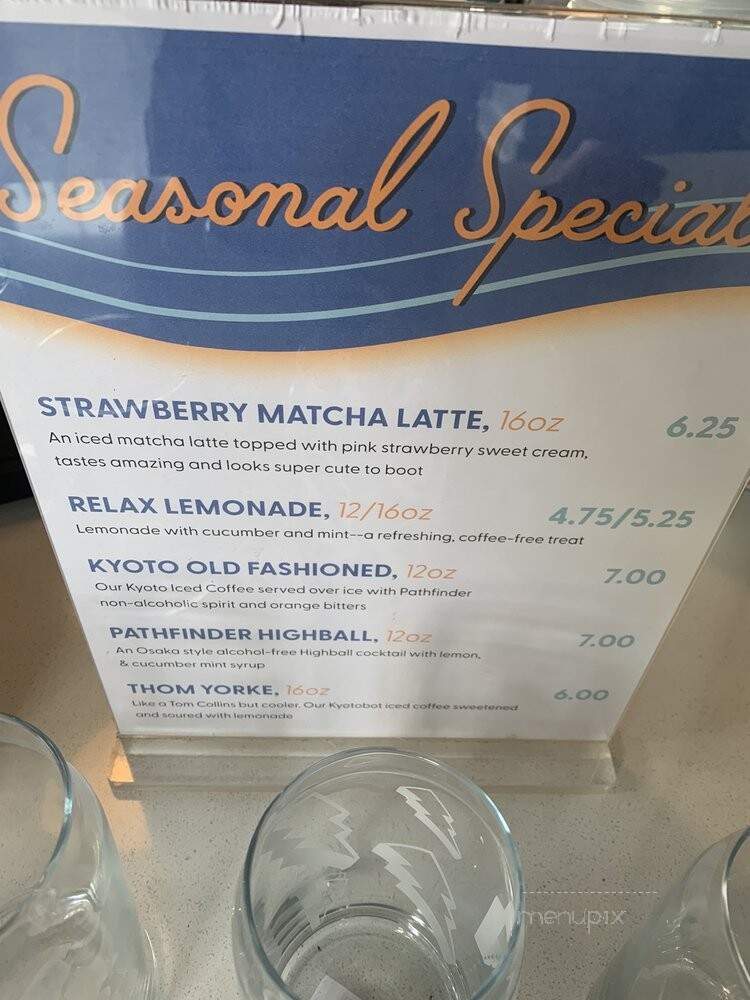 Seasonal Special
STRAWBERRY MATCHA LATTE, 16oz 6.25
An iced matcha latte topped with pink strawberry sweet cream,
tastes amazing and looks super cute to boot
RELAX LEMONADE, 12/16oz 4.75/5.25
Lemonade with cucumber and mint--a refreshing, coffee-free treat
KYOTO OLD FASHIONED, 12oz 7.00
Our Kyoto Iced Coffee served over ice with Pathfinder
non-alcoholic spirit and orange bitters
PATHFINDER HIGHBALL, 12oz 7.00
An Osaka style alcohol-free Highball cocktail with lemon,
& cucumber mint syrup
THOM YORKE, 16oz 6.00
Like a Tom Collins but cooler. Our Kyotobot iced coffee sweetened
and soured with lemonade
menupix